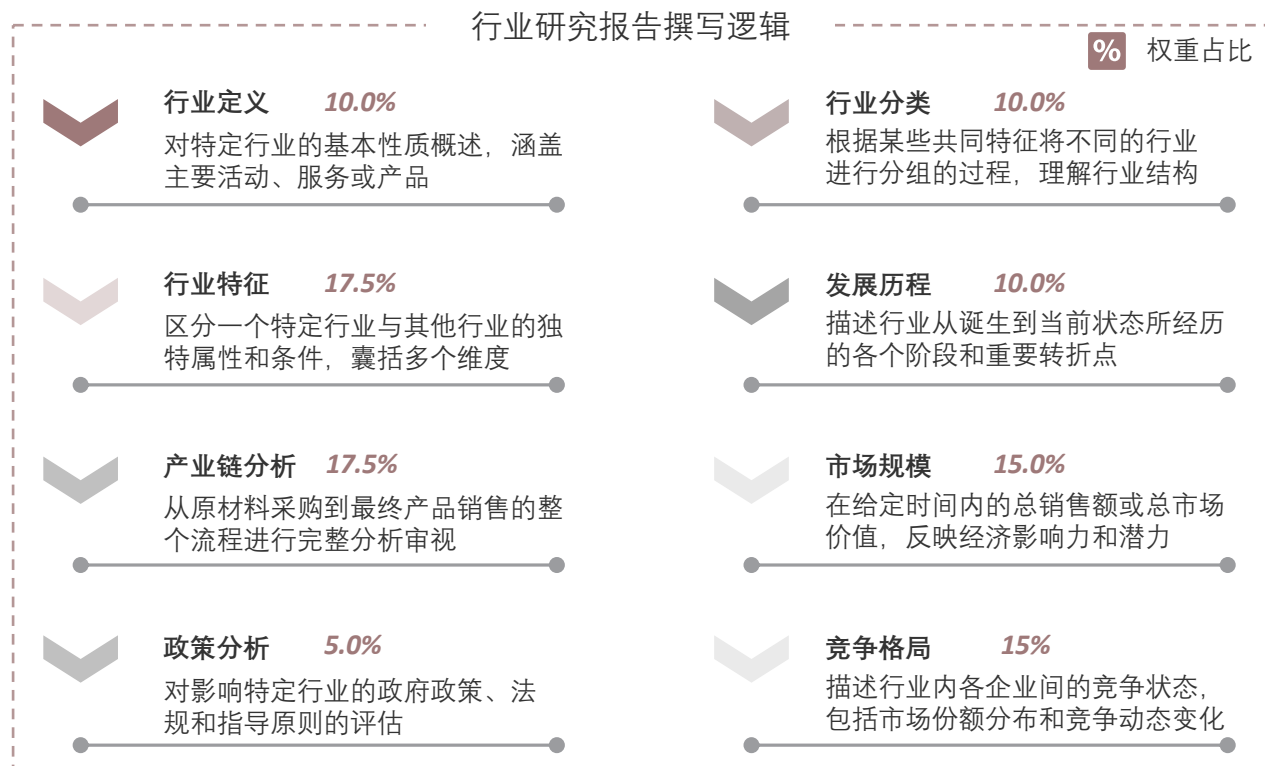 行业研究报告撰写逻辑
% 权重占比
行业定义 10.0%
对特定行业的基本性质概述，涵盖
主要活动、服务或产品
行业分类 10.0%
根据某些共同特征将不同的行业
进行分组的过程，理解行业结构
行业特征 17.5%
区分一个特定行业与其他行业的独
特属性和条件，囊括多个维度
发展历程 10.0%
描述行业从诞生到当前状态所经历
的各个阶段和重要转折点
产业链分析 17.5%
从原材料采购到最终产品销售的整
个流程进行完整分析审视
市场规模 15.0%
在给定时间内的总销售额或总市场
价值，反映经济影响力和潜力
政策分析 5.0%
对影响特定行业的政府政策、法
规和指导原则的评估
竞争格局 15%
描述行业内各企业间的竞争状态，
包括市场份额分布和竞争动态变化